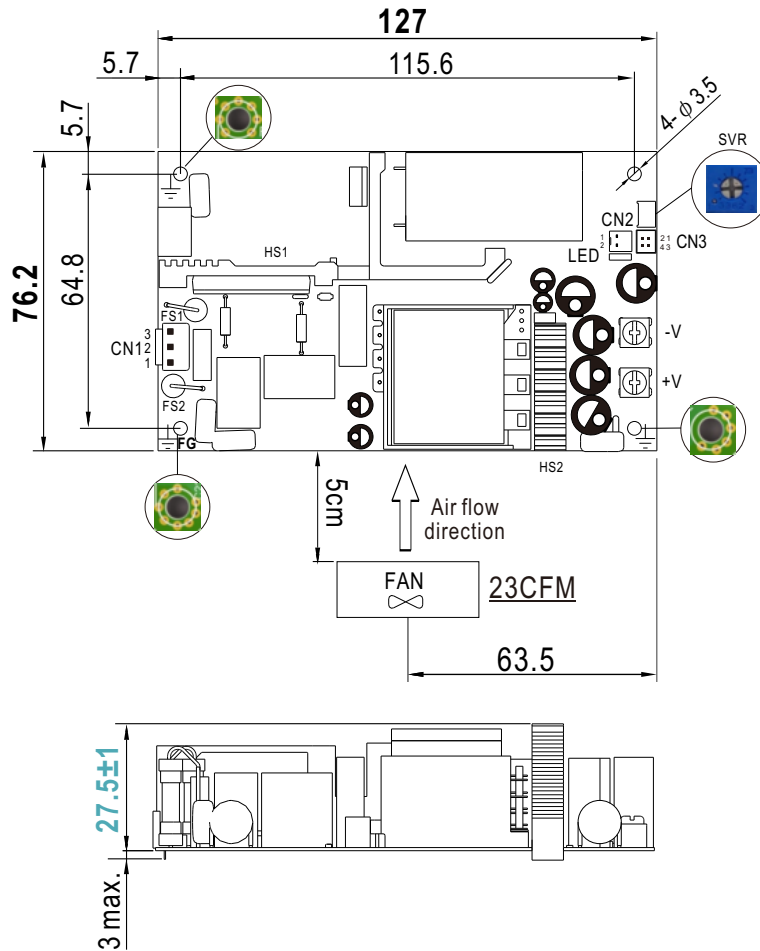 127
5.7
115.6
5.7
4-ϕ3.5
SVR
CN2
1
2
2 1
4 3
CN3
LED
HS1
76.2
64.8
FS1
CN1
3
2
1
-V
+V
FS2
FG
HS2
5cm
Air flow
direction
FAN
23CFM
63.5
27.5±1
3 max.